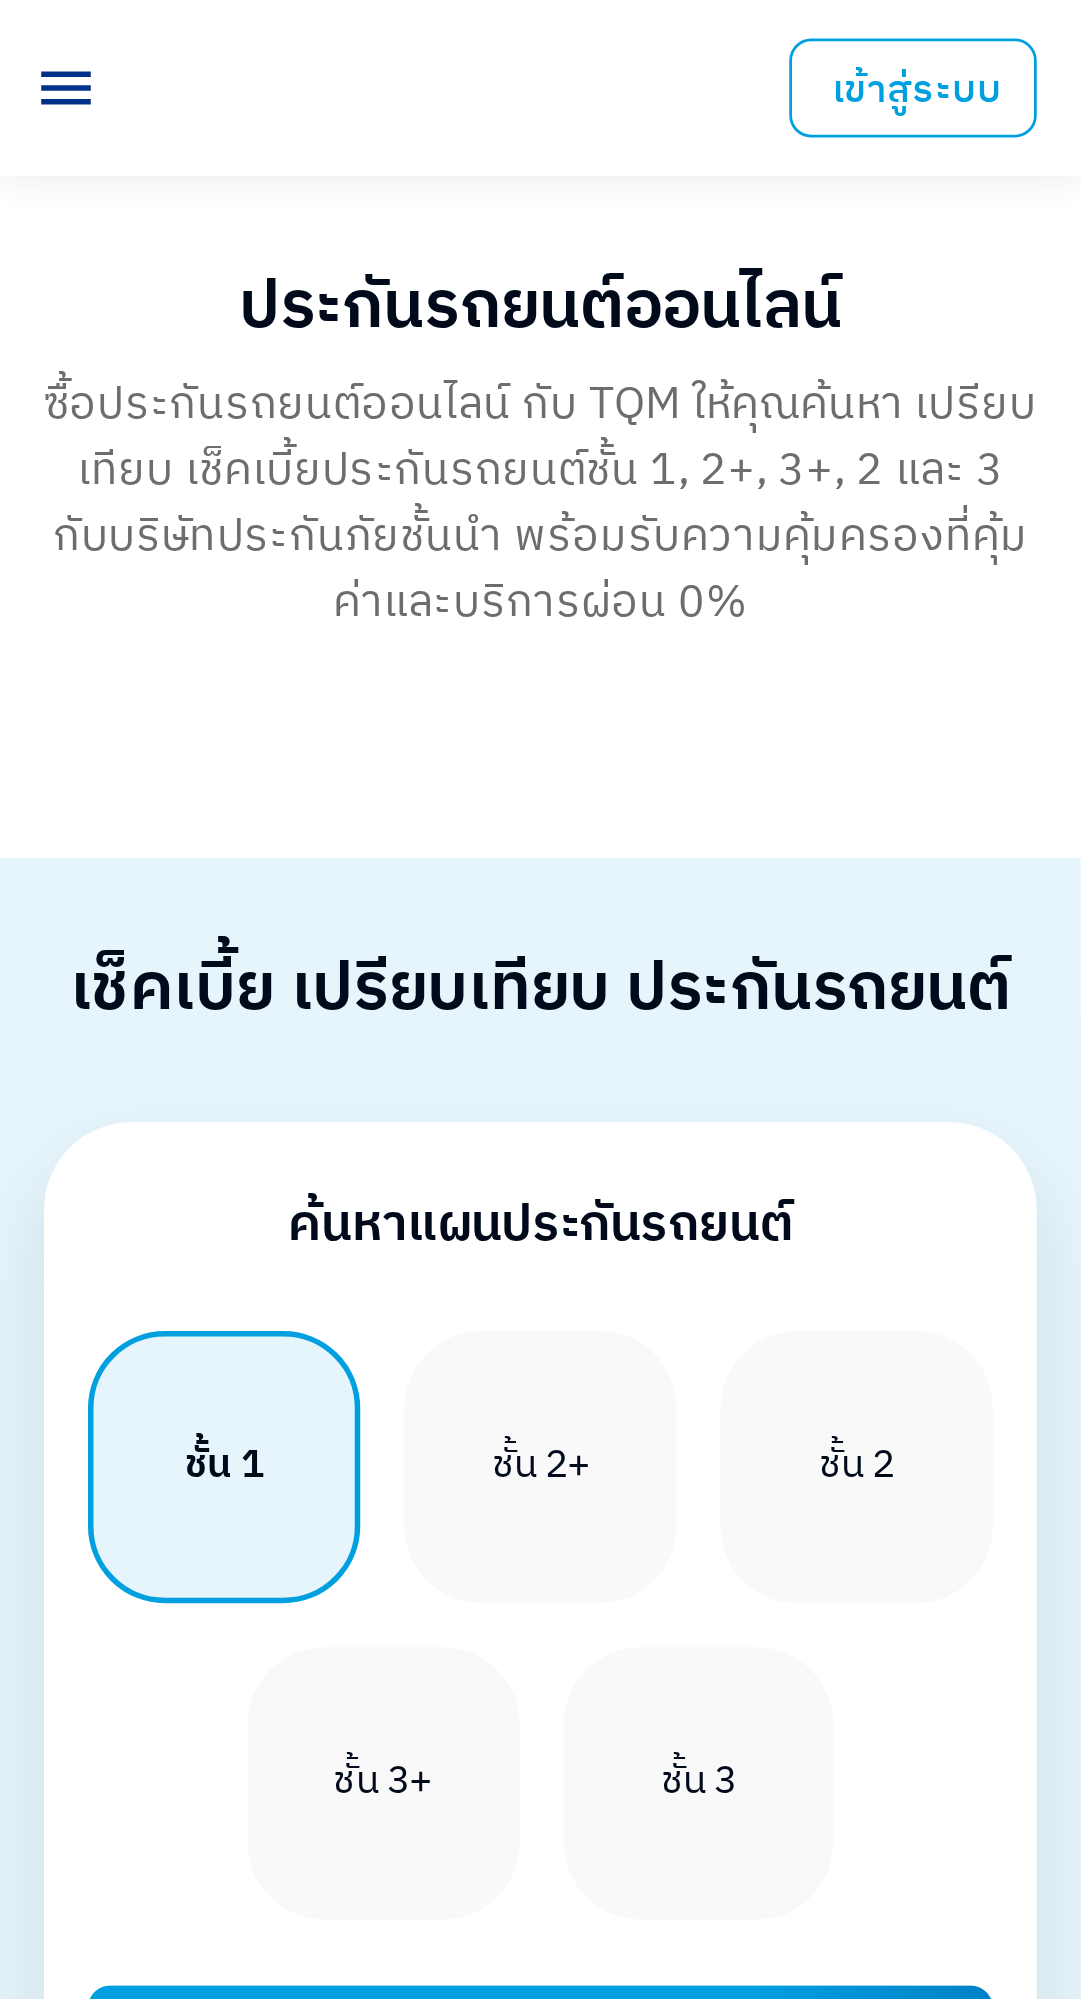 เข้าสู่ระบบ
ประกันรถยนต์ออนไลน์
ซื้อประกันรถยนต์ออนไลน์ กับ TQM ให้คุณค้นหา เปรียบ
เทียบ เช็คเบี้ยประกันรถยนต์ชั้น 1, 2+, 3+, 2 และ 3
กับบริษัทประกันภัยชั้นนำ พร้อมรับความคุ้มครองที่คุ้ม
ค่าและบริการผ่อน 0%
เช็คเบี้ย เปรียบเทียบ ประกันรถยนต์
ค้นหาแผนประกันรถยนต์
ชั้น 1
ชั้น 2+
ชั้น 2
ชั้น 3+
ชั้น 3